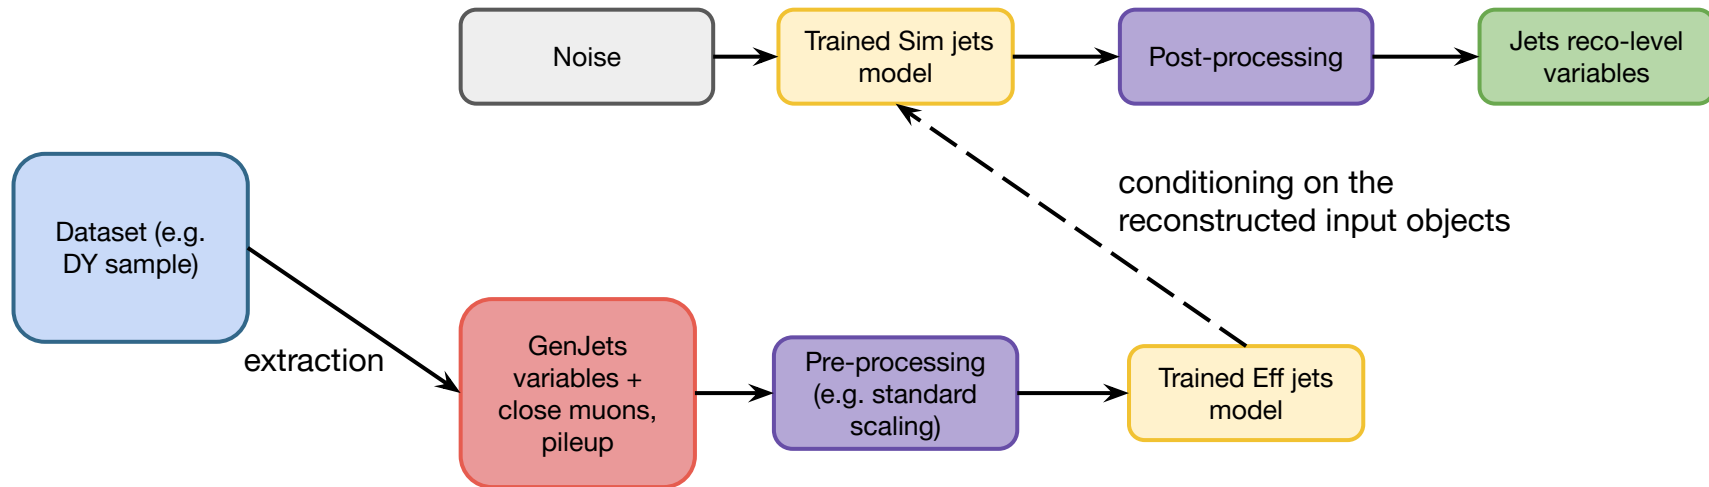 Noise
Trained Sim jets
model
Post-processing
Jets reco-level
variables
conditioning on the
reconstructed input objects
Dataset (e.g.
DY sample)
extraction
GenJets
variables +
close muons,
pileup
Pre-processing
(e.g. standard
scaling)
Trained Eff jets
model